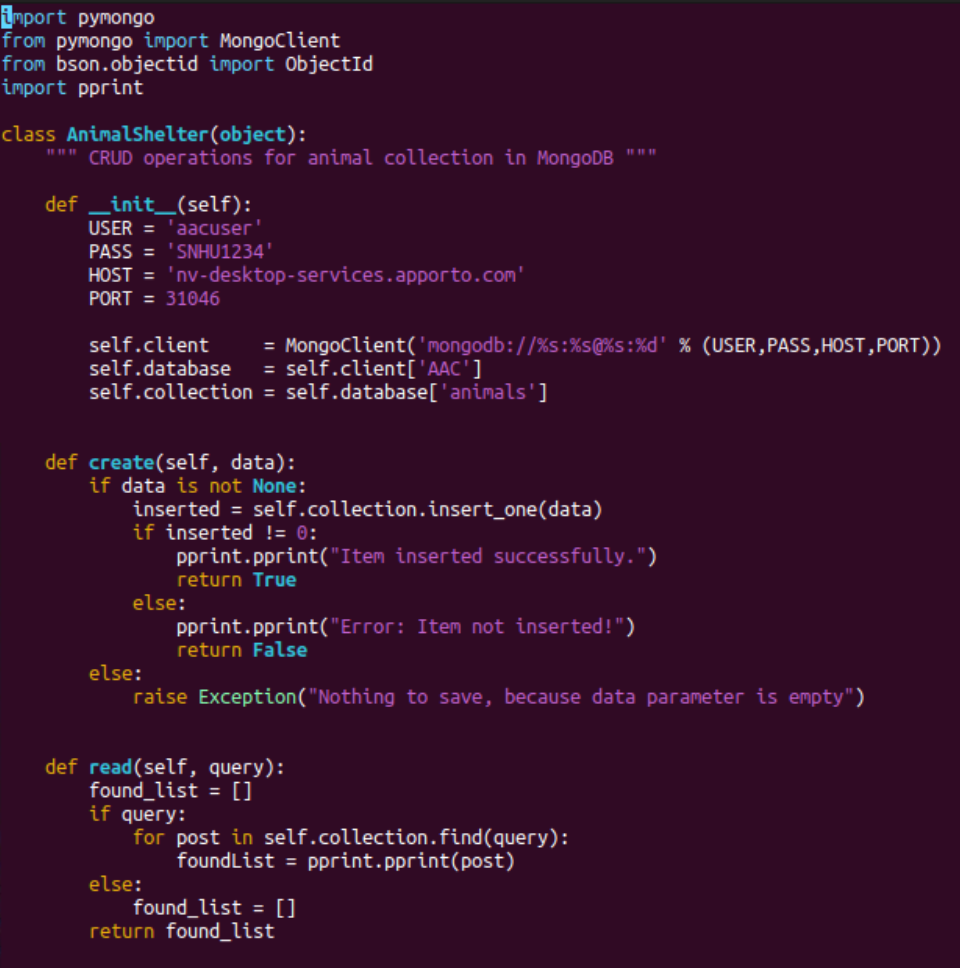 import pymongo
from pymongo import MongoClient
from bson.objectid import ObjectId
import pprint

class AnimalShelter(object):
    """ CRUD operations for animal collection in MongoDB """

    def __init__(self):
        USER = 'aacuser'
        PASS = 'SNHU1234'
        HOST = 'nv-desktop-services.apporto.com'
        PORT = 31046

        self.client     = MongoClient('mongodb://%s:%s@%s:%d' % (USER,PASS,HOST,PORT))
        self.database   = self.client['AAC']
        self.collection = self.database['animals']


    def create(self, data):
        if data is not None:
            inserted = self.collection.insert_one(data)
            if inserted != 0:
                pprint.pprint("Item inserted successfully.")
                return True
            else:
                pprint.pprint("Error: Item not inserted!")
                return False
        else:
            raise Exception("Nothing to save, because data parameter is empty")


    def read(self, query):
        found_list = []
        if query:
            for post in self.collection.find(query):
                foundList = pprint.pprint(post)
        else:
            found_list = []
        return found_list